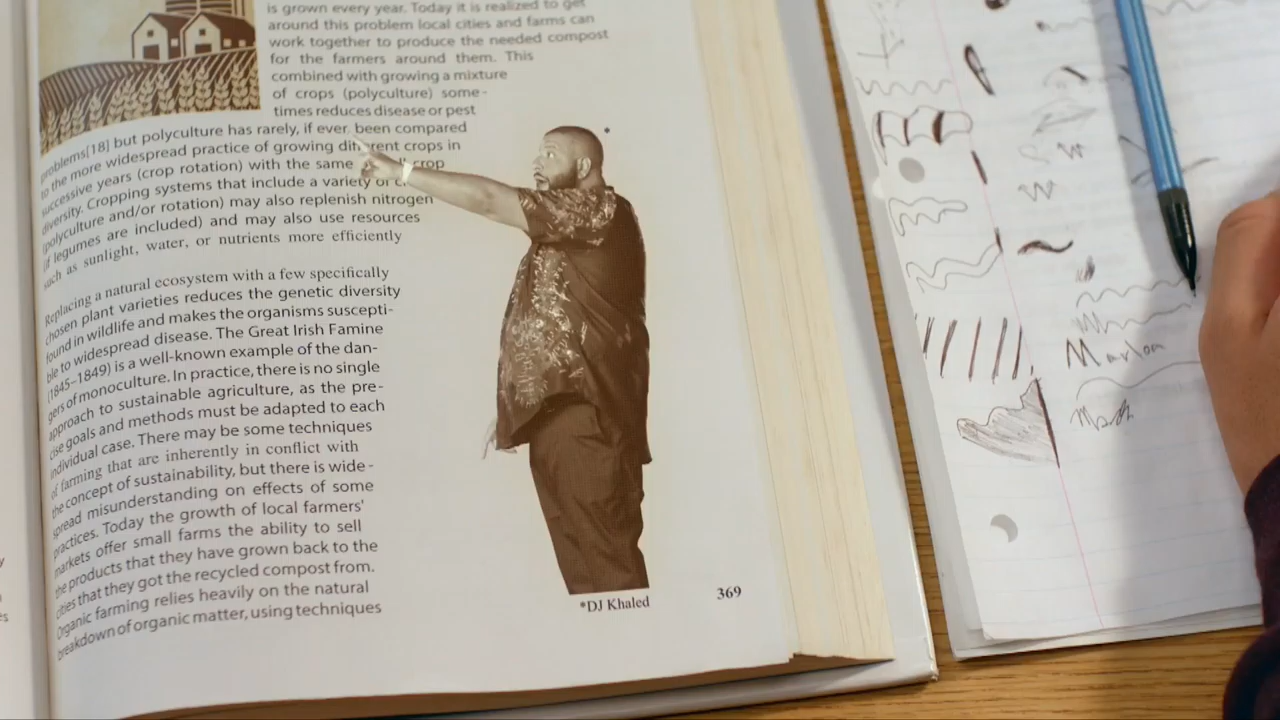 is grown every year. Today it is realized to get
around this problem local cities and farms can
work together to produce the needed compost
for the farmers around them. This
combined with growing a mixture
of crops (polyculture) some-
times reduces disease or pest
problems[18] but polyculture has rarely, if ever, been compared
to the more widespread practice of growing different crops in
successive years (crop rotation) with the same crop
diversity. Cropping systems that include a variety of
(polyculture and/or rotation) may also replenish nitrogen
(if legumes are included) and may also use resources
such as sunlight, water, or nutrients more efficiently
Replacing a natural ecosystem with a few specifically
chosen plant varieties reduces the genetic diversity
found in wildlife and makes the organisms suscepti-
ble to widespread disease. The Great Irish Famine
(1845–1849) is a well-known example of the dan-
gers of monoculture. In practice, there is no single
approach to sustainable agriculture, as the pre-
cise goals and methods must be adapted to each
individual case. There may be some techniques
of farming that are inherently in conflict with
the concept of sustainability, but there is wide-
spread misunderstanding on effects of some
practices. Today the growth of local farmers'
markets offer small farms the ability to sell
the products that they have grown back to the
cities that they got the recycled compost from.
Organic farming relies heavily on the natural
breakdown of organic matter, using techniques
*
*DJ Khaled
369